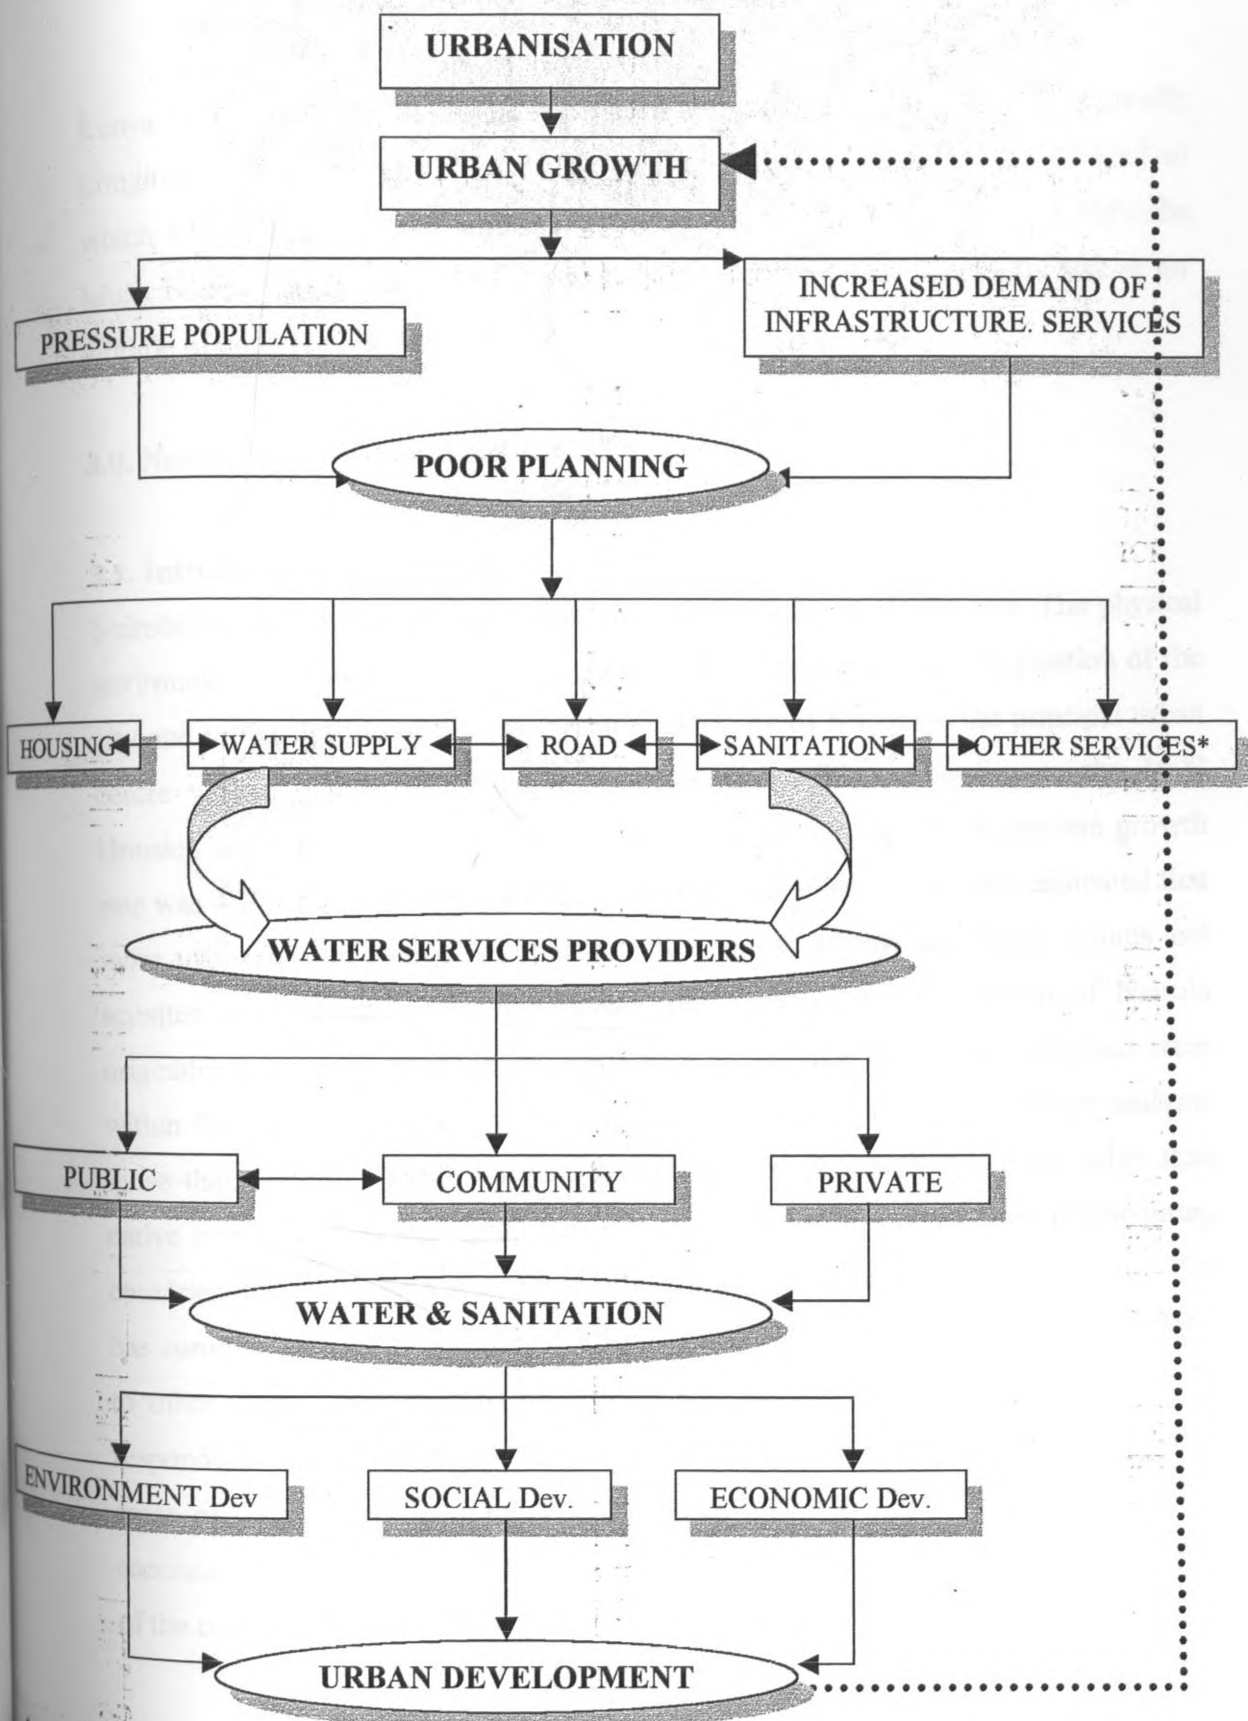 URBANISATION
URBAN GROWTH
INCREASED DEMAND OF
INFRASTRUCTURE. SERVICES
PRESSURE POPULATION
POOR PLANNING
HOUSING WATER SUPPLY ROAD SANITATION OTHER SERVICES*
WATER SERVICES PROVIDERS
PUBLIC COMMUNITY PRIVATE
WATER & SANITATION
ENVIRONMENT Dev SOCIAL Dev. ECONOMIC Dev.
URBAN DEVELOPMENT